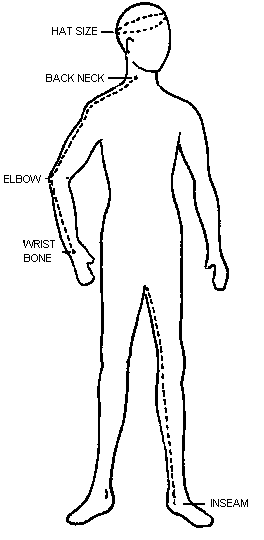 HAT SIZE
BACK NECK
ELBOW
WRIST
BONE
INSEAM